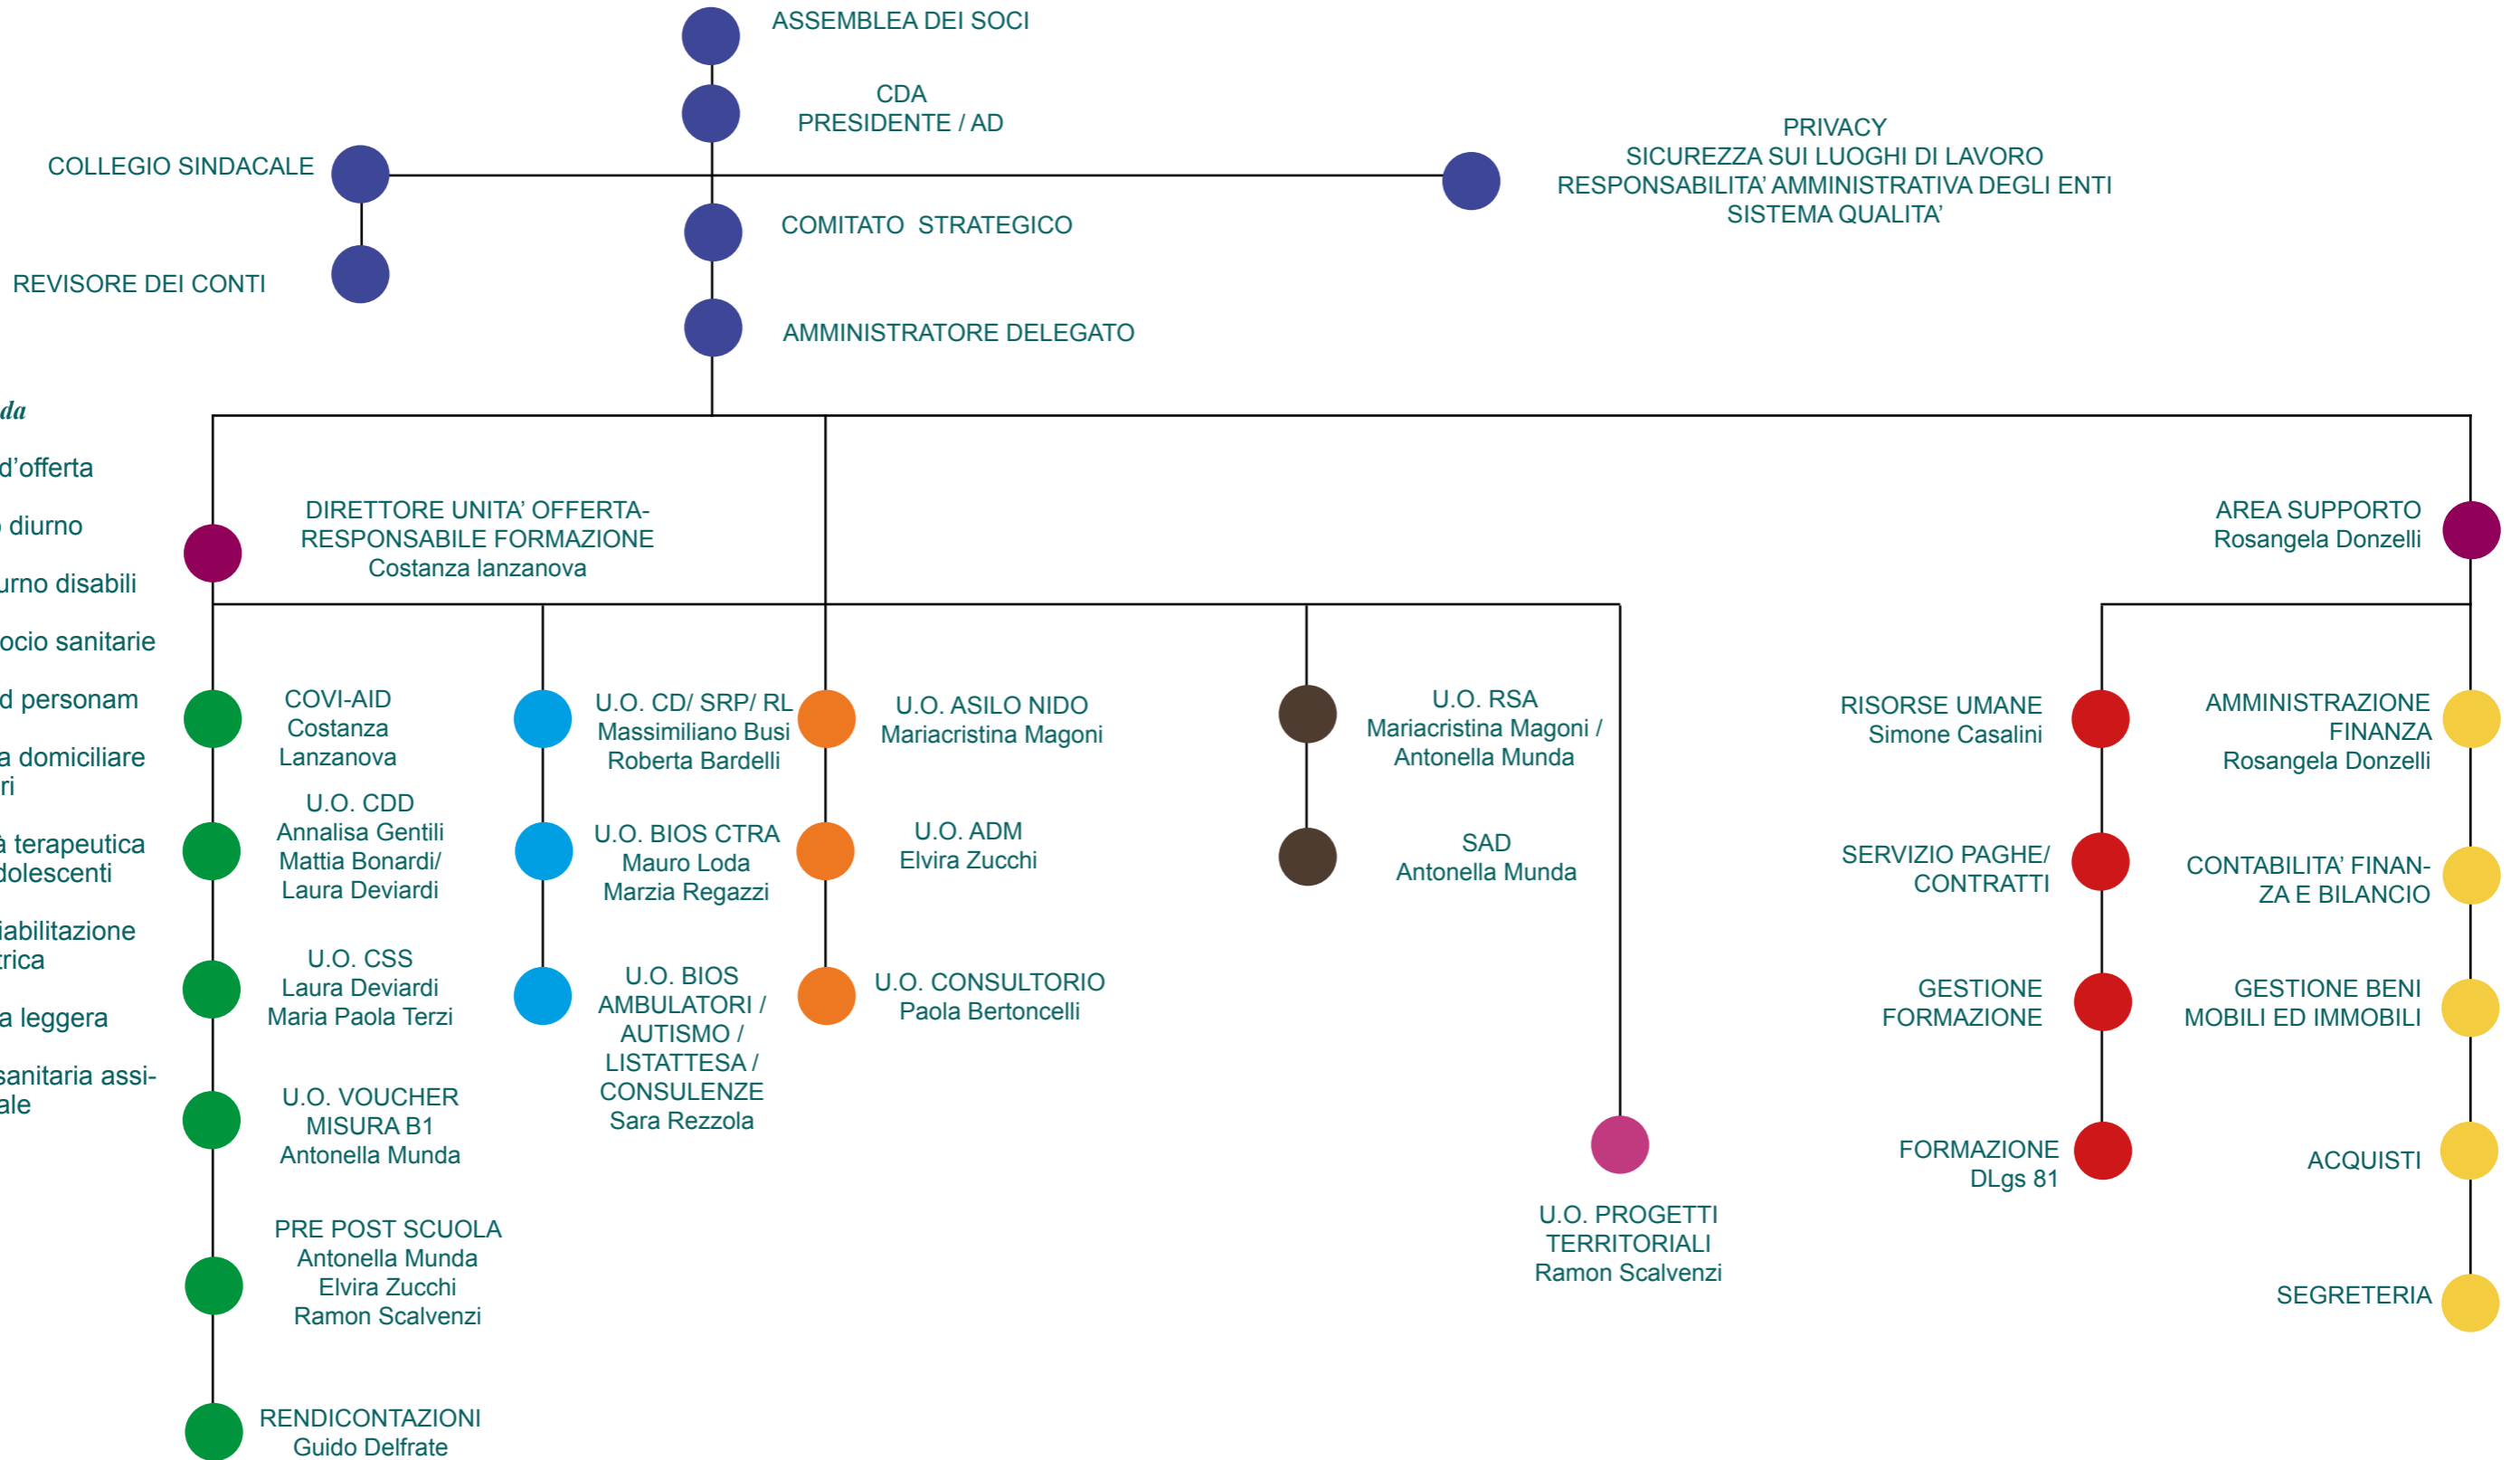 ASSEMBLEA DEI SOCI
CDA
PRESIDENTE / AD
COLLEGIO SINDACALE
REVISORE DEI CONTI
PRIVACY
SICUREZZA SUI LUOGHI DI LAVORO
RESPONSABILITA’ AMMINISTRATIVA DEGLI ENTI
SISTEMA QUALITA’
COMITATO STRATEGICO
AMMINISTRATORE DELEGATO
d’offerta
diurno
disabili
sanitarie
personam
domiciliare
terapeutica
leggera
sanitaria assi-
DIRETTORE UNITA’ OFFERTA-
RESPONSABILE FORMAZIONE
Costanza lanzanova
AREA SUPPORTO
Rosangela Donzelli
COVI-AID
Costanza
Lanzanova
U.O. CDD
Annalisa Gentili
Mattia Bonardi/
Laura Deviardi
U.O. CSS
Laura Deviardi
Maria Paola Terzi
U.O. VOUCHER
MISURA B1
Antonella Munda
PRE POST SCUOLA
Antonella Munda
Elvira Zucchi
Ramon Scalvenzi
RENDICONTAZIONI
Guido Delfrate
U.O. CD/ SRP/ RL
Massimiliano Busi
Roberta Bardelli
U.O. BIOS CTRA
Mauro Loda
Marzia Regazzi
U.O. BIOS
AMBULATORI /
AUTISMO /
LISTATTESA /
CONSULENZE
Sara Rezzola
U.O. ASILO NIDO
Mariacristina Magoni
U.O. ADM
Elvira Zucchi
U.O. CONSULTORIO
Paola Bertoncelli
U.O. RSA
Mariacristina Magoni /
Antonella Munda
SAD
Antonella Munda
U.O. PROGETTI
TERRITORIALI
Ramon Scalvenzi
RISORSE UMANE
Simone Casalini
SERVIZIO PAGHE/
CONTRATTI
GESTIONE
FORMAZIONE
FORMAZIONE
DLgs 81
AMMINISTRAZIONE
FINANZA
Rosangela Donzelli
CONTABILITA’ FINAN-
ZA E BILANCIO
GESTIONE BENI
MOBILI ED IMMOBILI
ACQUISTI
SEGRETERIA